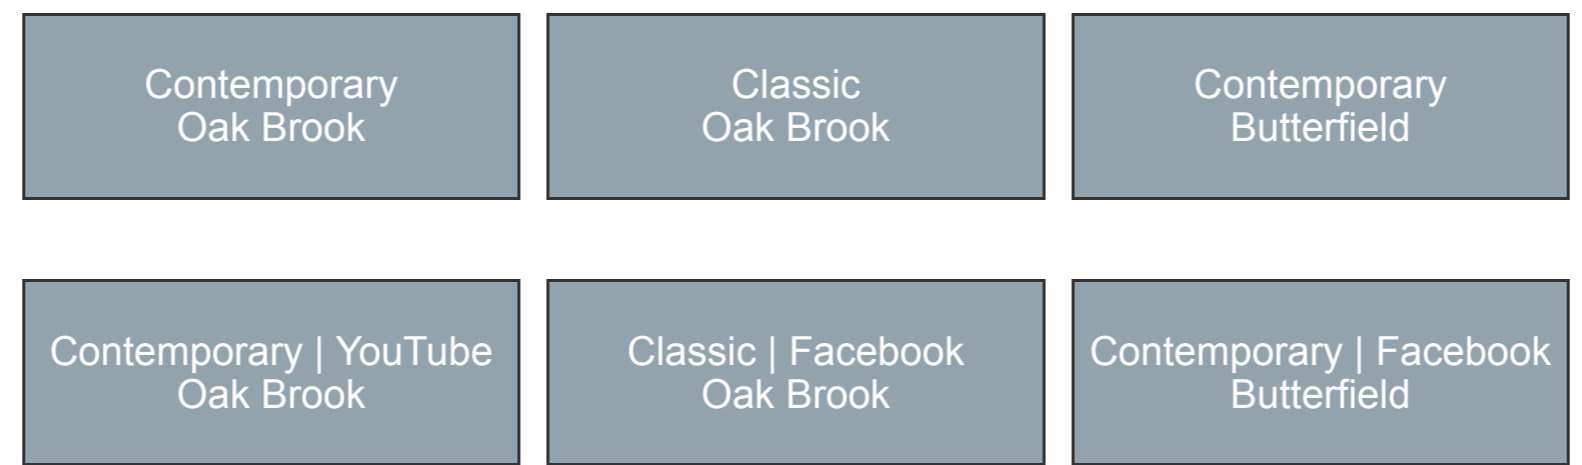 Contemporary
Oak Brook
Classic
Oak Brook
Contemporary
Butterfield
Contemporary | YouTube
Oak Brook
Classic | Facebook
Oak Brook
Contemporary | Facebook
Butterfield